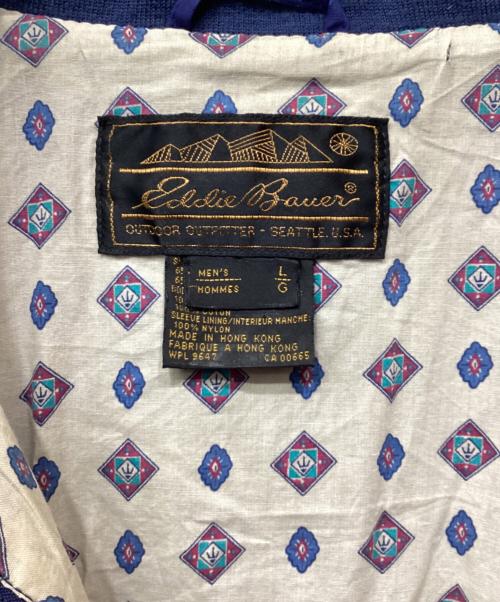 Eddie Bauer®
OUTDOOR OUTFITTER - SEATTLE, U.S.A.
MEN'S L
HOMMES G
SLEEVE LINING/INTERIEUR MANCHE
100% NYLON
MADE IN HONG KONG
FABRIQUE A HONG KONG
WPL 9647 CA 00665